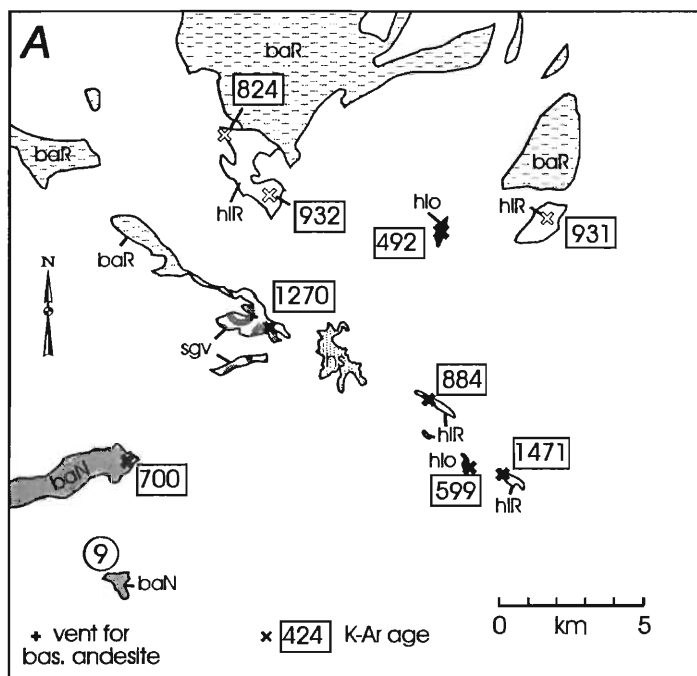 A
baR
824
baR
baR
932
hlR
hlo
492
hlR
931
N
baR
1270
sgv
hs
884
hlR
hlo
1471
599
hlR
baN
700
9
baN
0 5
km
vent for
bas. andesite
424 K-Ar age